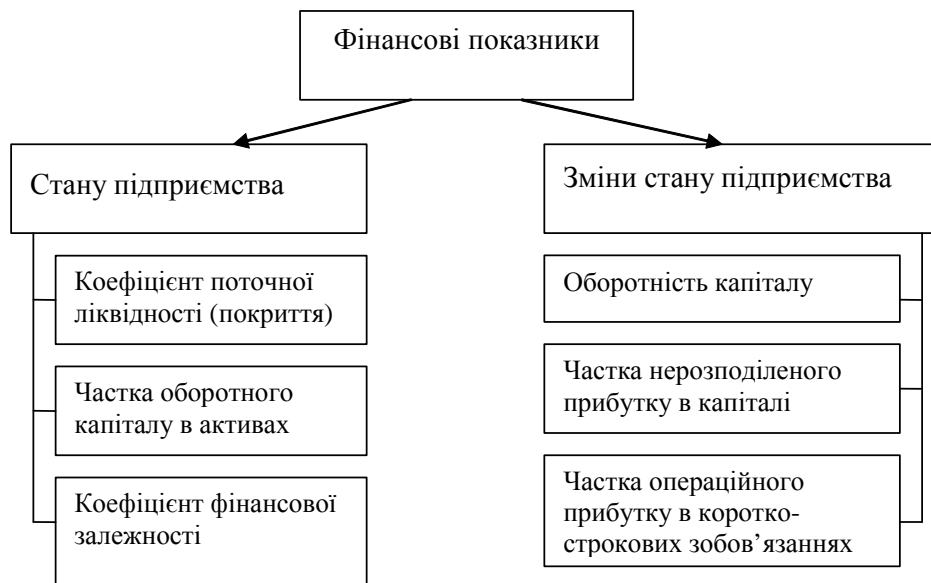 Фінансові показники
Стану підприємства
Коефіцієнт поточної
ліквідності (покриття)
Частка оборотного
капіталу в активах
Коефіцієнт фінансової
залежності
Зміни стану підприємства
Оборотність капіталу
Частка нерозподіленого
прибутку в капіталі
Частка операційного
прибутку в коротко-
строкових зобов’язаннях